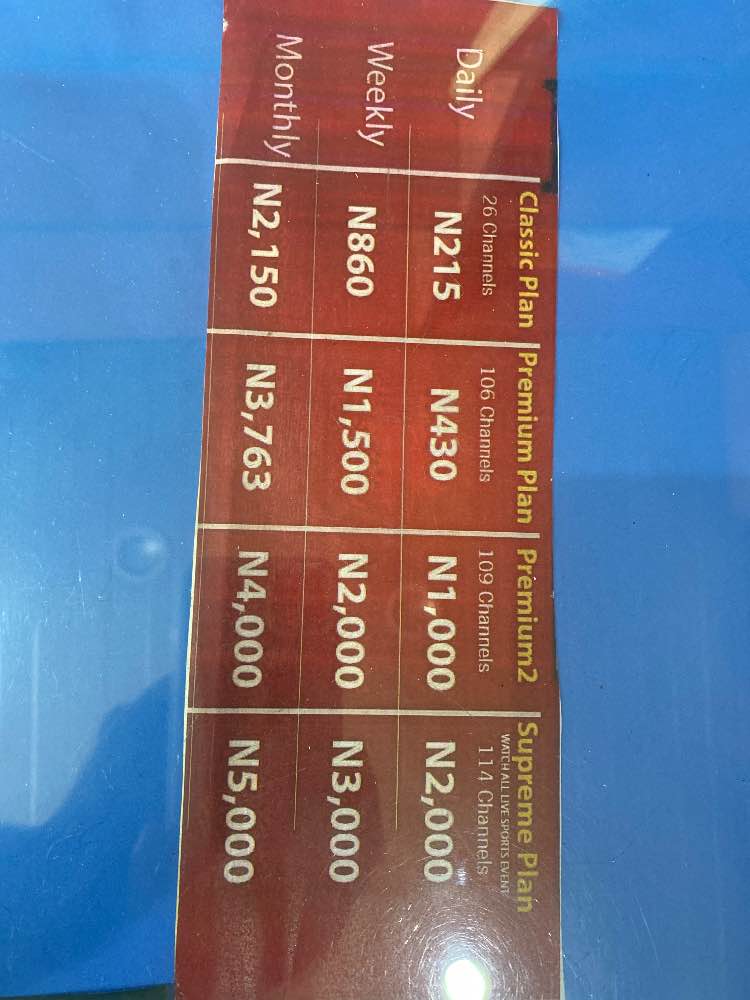 Classic Plan Premium Plan Premium2 Supreme Plan
WATCH ALL LIVE SPORTS EVENT
26 Channels 106 Channels 109 Channels 114 Channels
Daily N215 N430 N1,000 N2,000
Weekly N860 N1,500 N2,000 N3,000
Monthly N2,150 N3,763 N4,000 N5,000